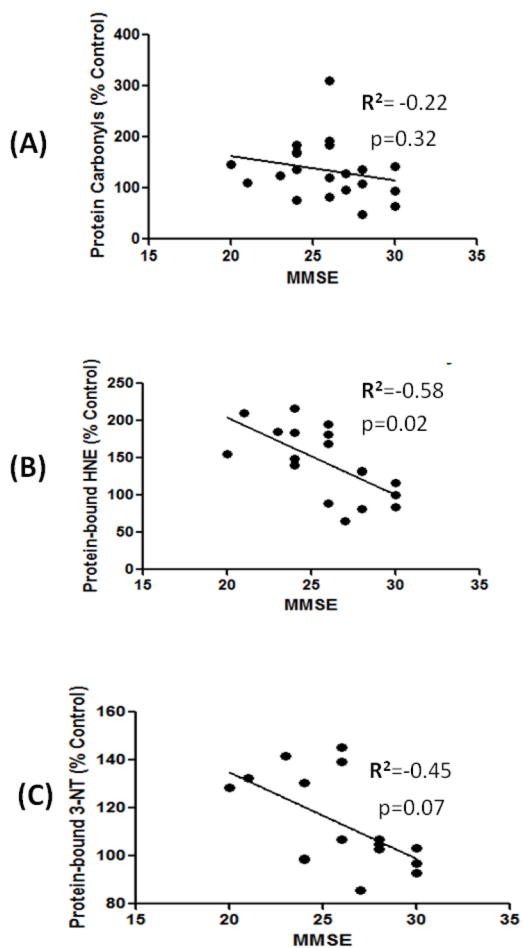 (A)
Protein Carbonyls (% Control)
400
300
200
100
0
R²= -0.22
p=0.32
15 20 25 30 35
MMSE
(B)
Protein-bound HNE (% Control)
250
200
150
100
50
0
R²=-0.58
p=0.02
15 20 25 30 35
MMSE
(C)
Protein-bound 3-NT (% Control)
160
140
120
100
80
R²=-0.45
p=0.07
15 20 25 30 35
MMSE